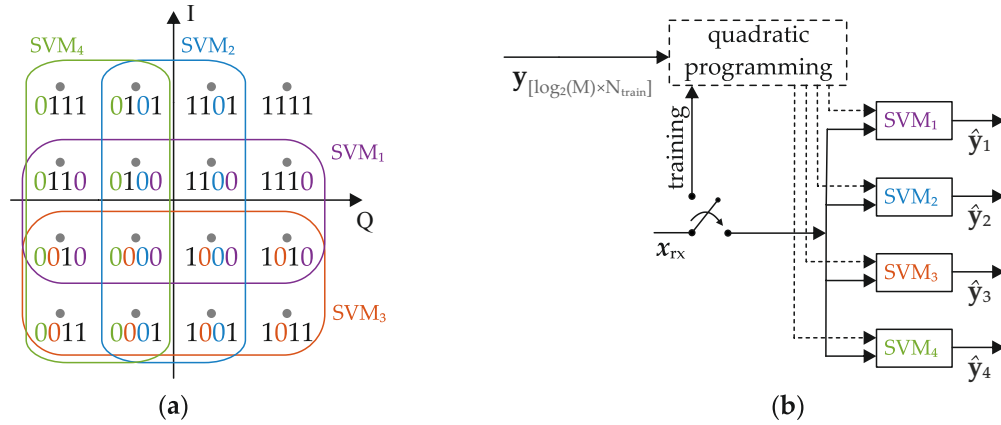 I
SVM₄
SVM₂
0111 0101 1101 1111
SVM₁
0110 0100 1100 1110
Q
0010 0000 1000 1010
SVM₃
0011 0001 1001 1011
(a)
quadratic
programming
y[log₂(M)×Ntrain]
training
xrx
SVM₁
ŷ₁
SVM₂
ŷ₂
SVM₃
ŷ₃
SVM₄
ŷ₄
(b)